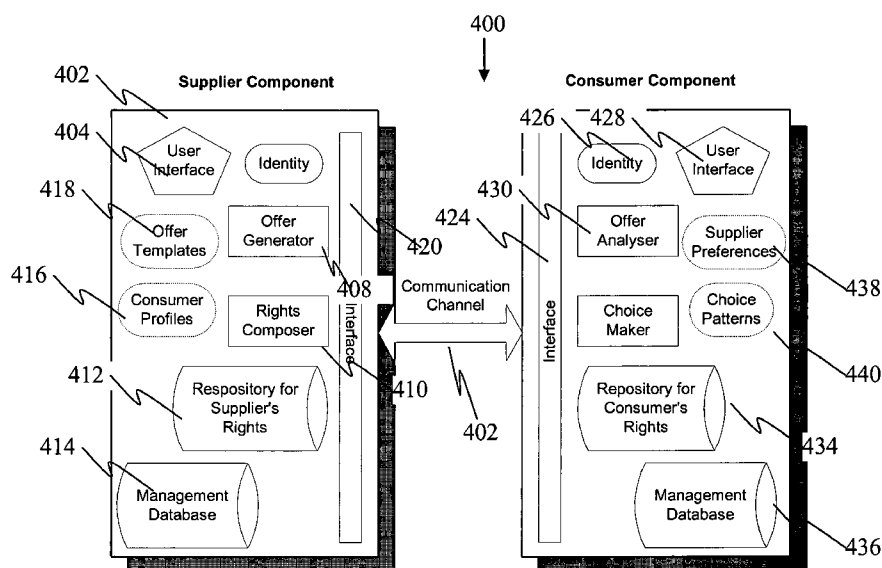 400
Supplier Component
Consumer Component
402
404
418
416
412
414
User
Interface
Identity
Offer
Templates
Offer
Generator
Consumer
Profiles
Rights
Composer
Respository for
Supplier's
Rights
Management
Database
Interface
420
408
410
Communication
Channel
402
426
428
430
424
Interface
Identity
User
Interface
Offer
Analyser
Supplier
Preferences
Choice
Maker
Choice
Patterns
Repository for
Consumer's
Rights
Management
Database
438
440
434
436